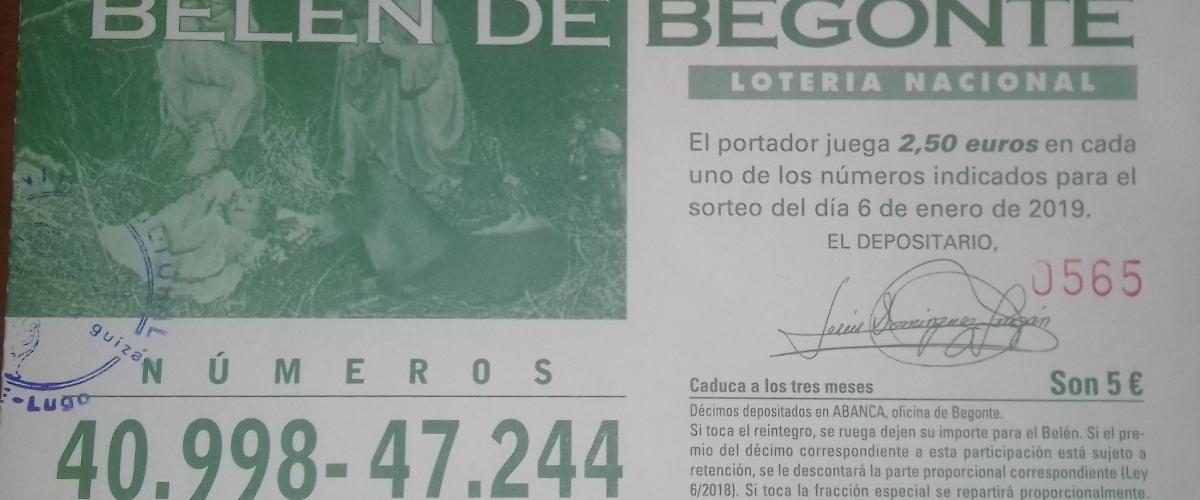 BELÉN DE BEGONTE
LOTERIA NACIONAL
El portador juega 2,50 euros en cada
uno de los números indicados para el
sorteo del día 6 de enero de 2019.
EL DEPOSITARIO,
0565
Caduca a los tres meses Son 5 €
Décimos depositados en ABANCA, oficina de Begonte.
Si toca el reintegro, se ruega dejen su importe para el Belén. Si el pre-
mio del décimo correspondiente a esta participación está sujeto a
retención, se le descontará la parte proporcional correspondiente (Ley
6/2018). Si toca la fracción especial se repartirá proporcionalmente.
guizán
-Lugo
NÚMEROS
40.998- 47.244